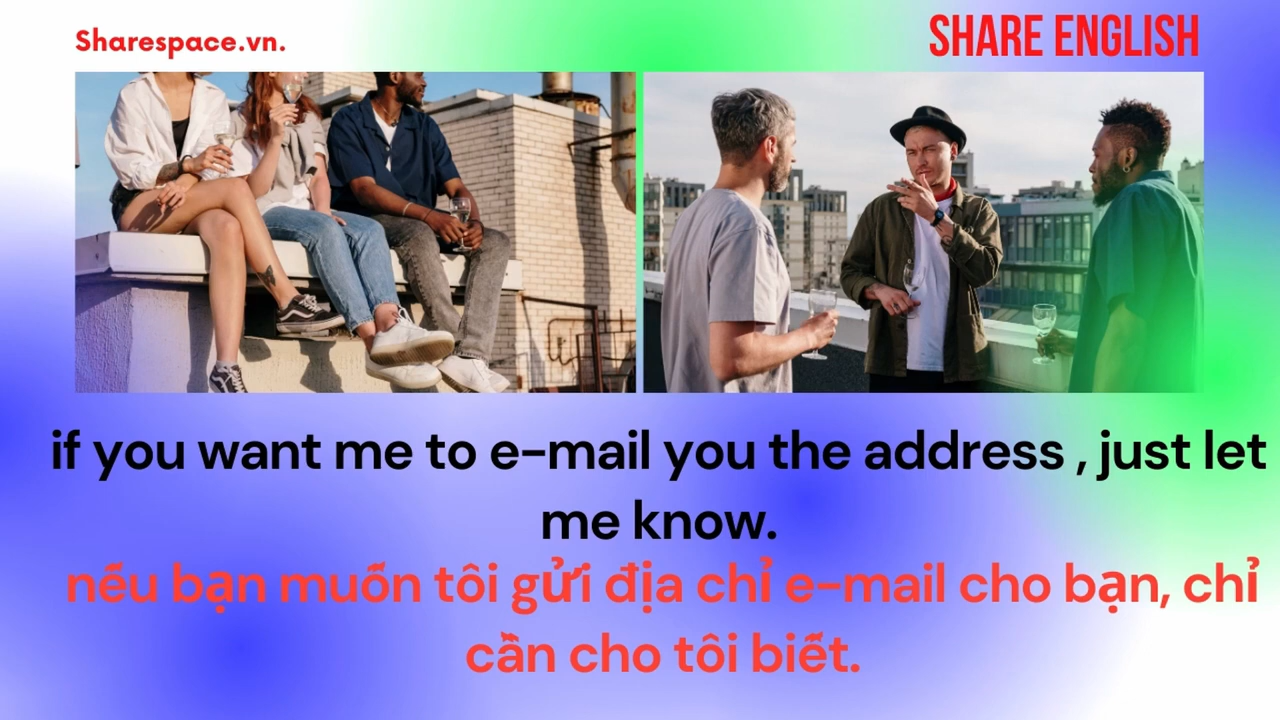 Sharespace.vn.
SHARE ENGLISH
if you want me to e-mail you the address , just let
me know.
nếu bạn muốn tôi gửi địa chỉ e-mail cho bạn, chỉ
cần cho tôi biết.